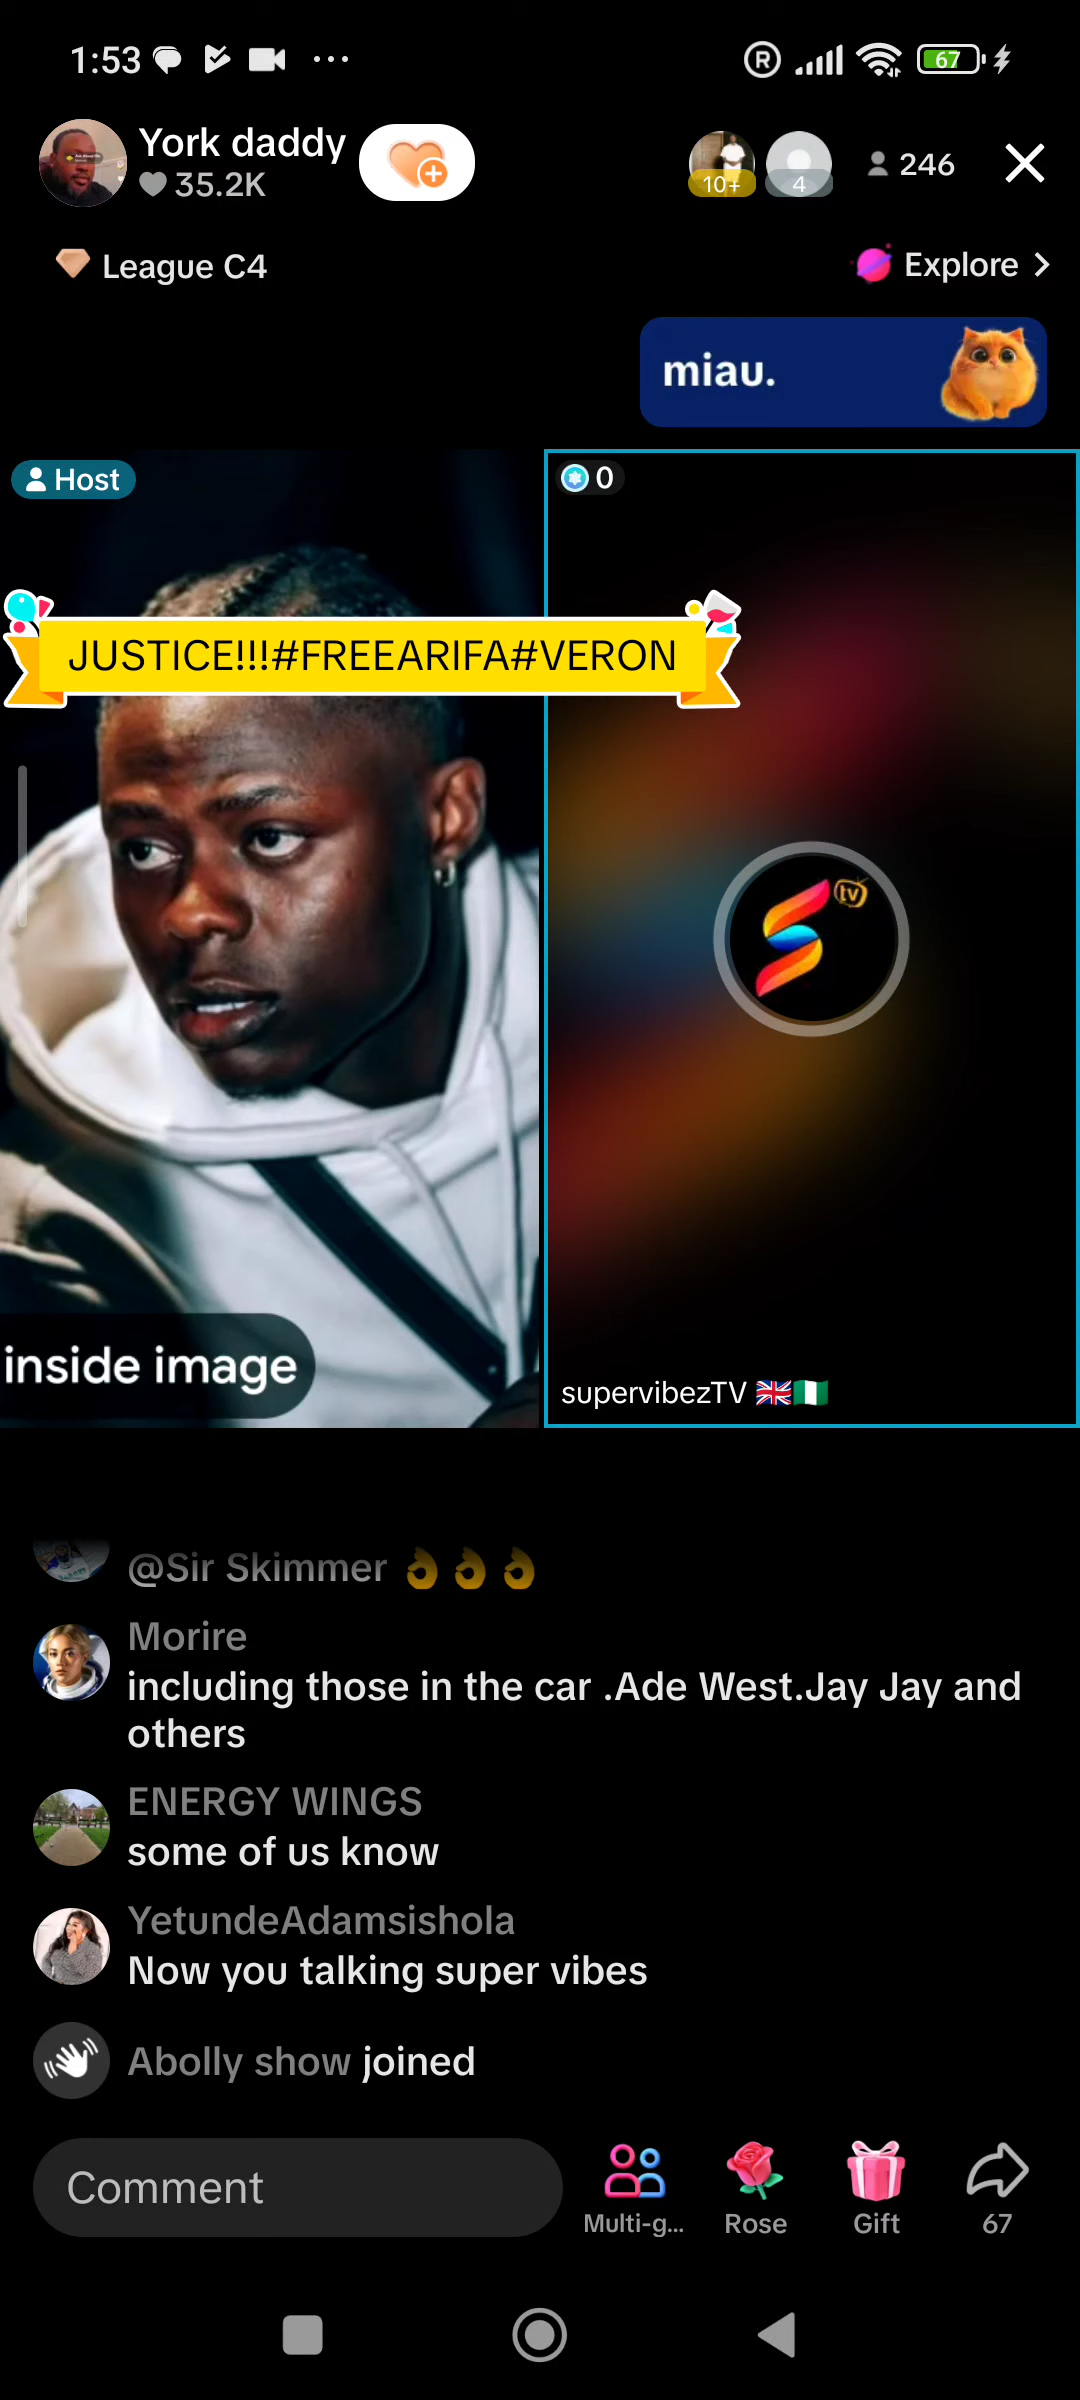 1:53
R
67
York daddy
35.2K
10+
4
246
League C4
Explore
miau.
Host
0
JUSTICE!!!#FREEARIFA#VERON
tv
inside image
supervibezTV 🇬🇧🇳🇬
@Sir Skimmer 👌👌👌
Morire
including those in the car .Ade West.Jay Jay and
others
ENERGY WINGS
some of us know
YetundeAdamsishola
Now you talking super vibes
Abolly show joined
Comment
Multi-g...
Rose
Gift
67